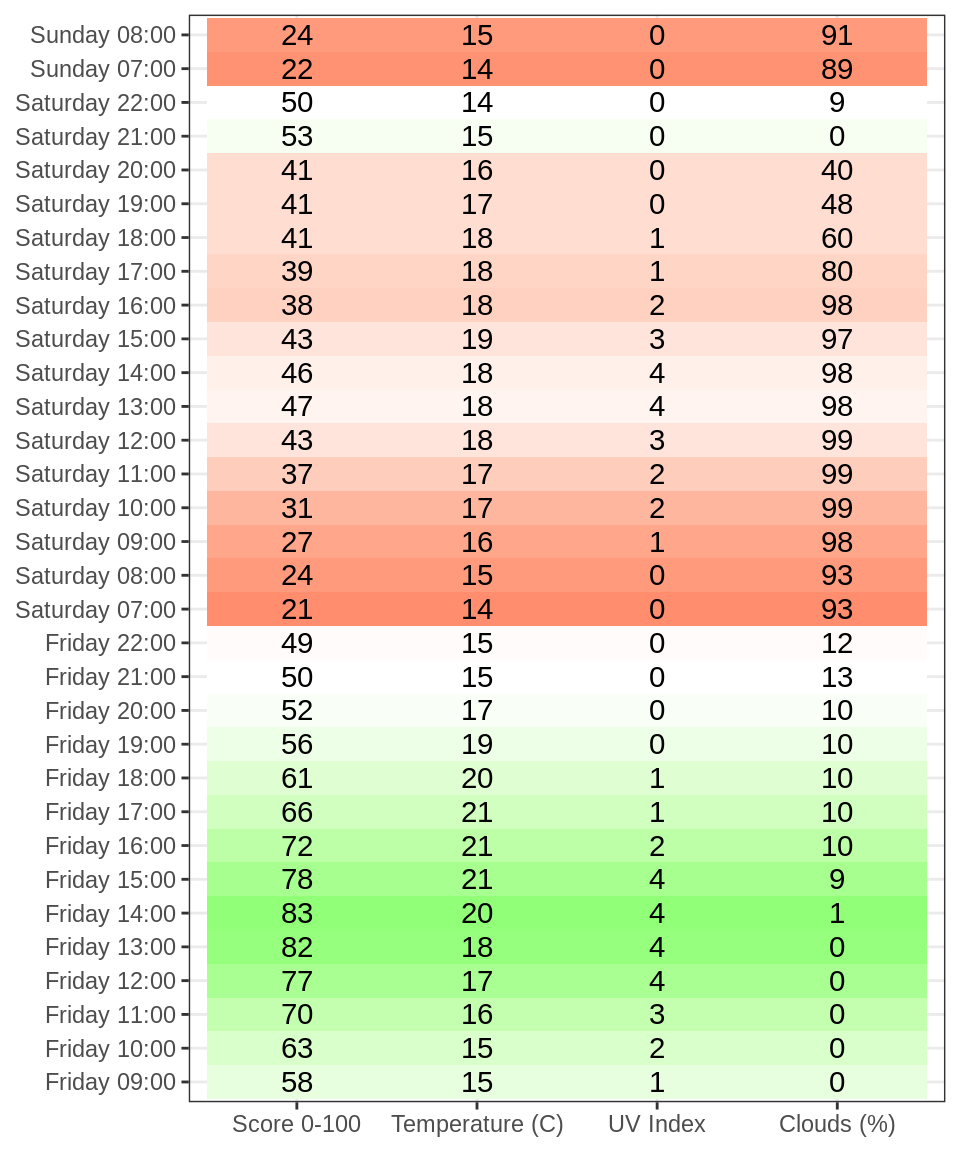 Sunday 08:00 24 15 0 91
Sunday 07:00 22 14 0 89
Saturday 22:00 50 14 0 9
Saturday 21:00 53 15 0 0
Saturday 20:00 41 16 0 40
Saturday 19:00 41 17 0 48
Saturday 18:00 41 18 1 60
Saturday 17:00 39 18 1 80
Saturday 16:00 38 18 2 98
Saturday 15:00 43 19 3 97
Saturday 14:00 46 18 4 98
Saturday 13:00 47 18 4 98
Saturday 12:00 43 18 3 99
Saturday 11:00 37 17 2 99
Saturday 10:00 31 17 2 99
Saturday 09:00 27 16 1 98
Saturday 08:00 24 15 0 93
Saturday 07:00 21 14 0 93
Friday 22:00 49 15 0 12
Friday 21:00 50 15 0 13
Friday 20:00 52 17 0 10
Friday 19:00 56 19 0 10
Friday 18:00 61 20 1 10
Friday 17:00 66 21 1 10
Friday 16:00 72 21 2 10
Friday 15:00 78 21 4 9
Friday 14:00 83 20 4 1
Friday 13:00 82 18 4 0
Friday 12:00 77 17 4 0
Friday 11:00 70 16 3 0
Friday 10:00 63 15 2 0
Friday 09:00 58 15 1 0
Score 0-100 Temperature (C) UV Index Clouds (%)